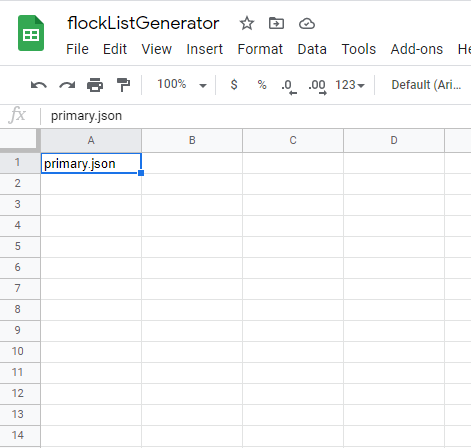 flockListGenerator
File Edit View Insert Format Data Tools Add-ons
100% $ % .0 .00 123 Default (Ari...
fx primary.json
A B C D
1 primary.json
2
3
4
5
6
7
8
9
10
11
12
13
14